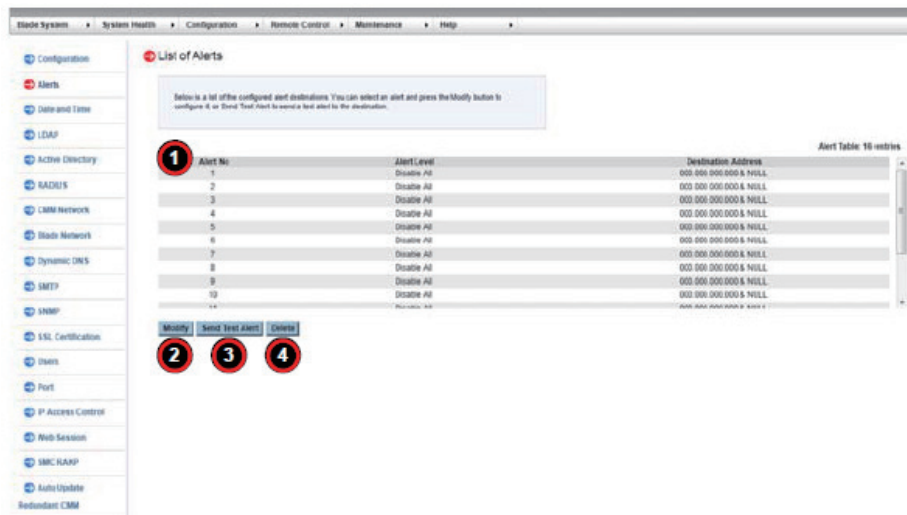 Blade System System Health Configuration Remote Control Maintenance Help
Configuration
Alerts
Date and Time
LDAP
Active Directory
RADIUS
CMM Network
Blade Network
Dynamic DNS
SMTP
SNMP
SSL Certification
Users
Port
IP Access Control
Web Session
SMC RAKP
Auto Update
Redundant CMM
List of Alerts
Below is a list of the configured alert destinations. You can select an alert and press the Modify button to
configure it, or Send Test Alert to send a test alert to the destination.
Alert Table: 16 entries
1
Alert No Alert Level Destination Address
1 Disable All 000.000.000.000 & NULL
2 Disable All 000.000.000.000 & NULL
3 Disable All 000.000.000.000 & NULL
4 Disable All 000.000.000.000 & NULL
5 Disable All 000.000.000.000 & NULL
6 Disable All 000.000.000.000 & NULL
7 Disable All 000.000.000.000 & NULL
8 Disable All 000.000.000.000 & NULL
9 Disable All 000.000.000.000 & NULL
10 Disable All 000.000.000.000 & NULL
Modify Send Test Alert Delete
2 3 4